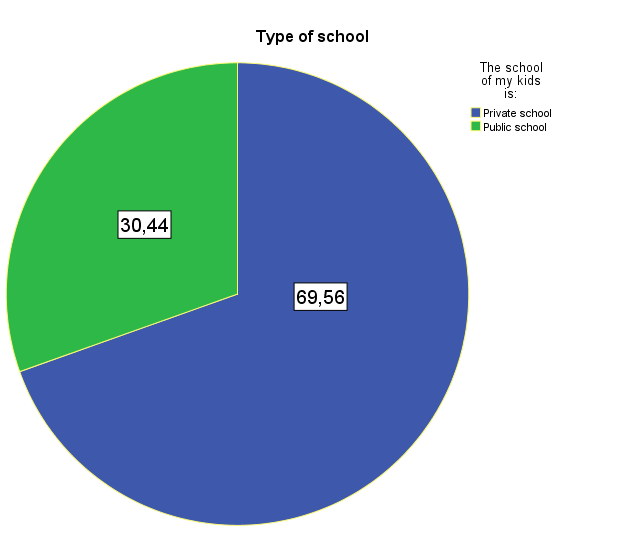 Type of school
The school
of my kids
is:
Private school
Public school
30,44
69,56